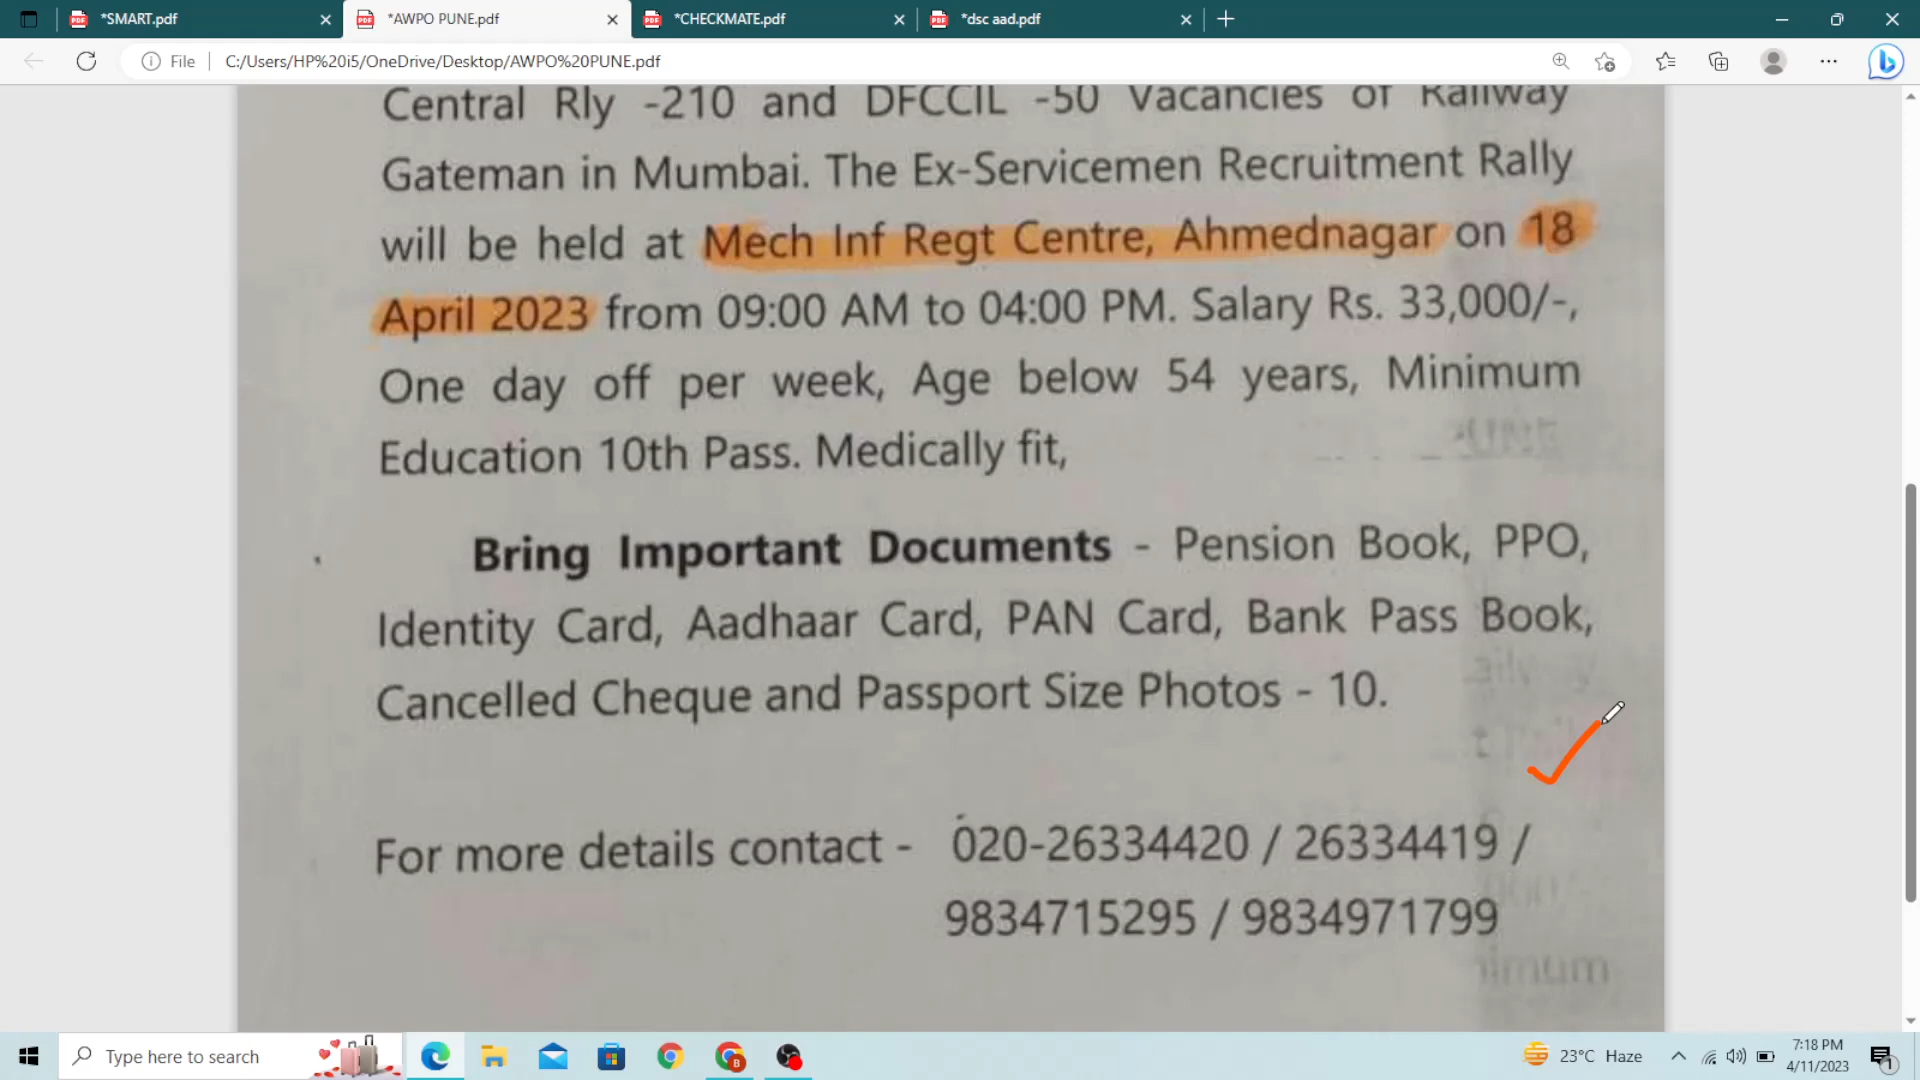 *SMART.pdf
*AWPO PUNE.pdf
*CHECKMATE.pdf
*dsc aad.pdf
File
C:/Users/HP%20i5/OneDrive/Desktop/AWPO%20PUNE.pdf
Central Rly -210 and DFCCIL -50 Vacancies of Railway
Gateman in Mumbai. The Ex-Servicemen Recruitment Rally
will be held at Mech Inf Regt Centre, Ahmednagar on 18
April 2023 from 09:00 AM to 04:00 PM. Salary Rs. 33,000/-,
One day off per week, Age below 54 years, Minimum
Education 10th Pass. Medically fit,
Bring Important Documents - Pension Book, PPO,
Identity Card, Aadhaar Card, PAN Card, Bank Pass Book,
Cancelled Cheque and Passport Size Photos - 10.
For more details contact - 020-26334420 / 26334419 /
9834715295 / 9834971799
Type here to search
23°C Haze
7:18 PM
4/11/2023
1